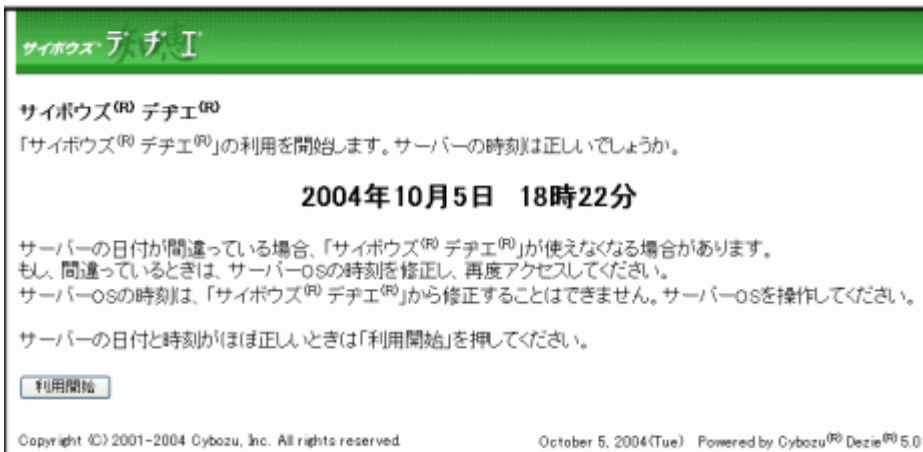 サイボウズ デヂエ
サイボウズ(R) デヂエ(R)
「サイボウズ(R) デヂエ(R)」の利用を開始します。サーバーの時刻は正しいでしょうか。
2004年10月5日　18時22分
サーバーの日付が間違っている場合、「サイボウズ(R) デヂエ(R)」が使えなくなる場合があります。
もし、間違っているときは、サーバーOSの時刻を修正し、再度アクセスしてください。
サーバーOSの時刻は、「サイボウズ(R) デヂエ(R)」から修正することはできません。サーバーOSを操作してください。
サーバーの日付と時刻がほぼ正しいときは「利用開始」を押してください。
利用開始
Copyright (C) 2001-2004 Cybozu, Inc. All rights reserved.
October 5, 2004(Tue) Powered by Cybozu(R) Dezie(R) 5.0